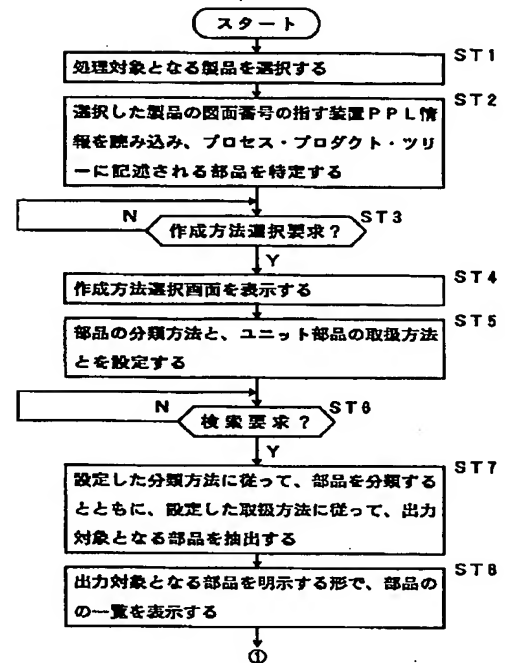 スタート
ST1
処理対象となる製品を選択する
ST2
選択した製品の図面番号の指す装置PPL情
報を読み込み、プロセス・プロダクト・ツリ
ーに記述される部品を特定する
N
ST3
作成方法選択要求？
Y
ST4
作成方法選択画面を表示する
ST5
部品の分類方法と、ユニット部品の取扱方法
とを設定する
N
ST6
検索要求？
Y
ST7
設定した分類方法に従って、部品を分類する
とともに、設定した取扱方法に従って、出力
対象となる部品を抽出する
ST8
出力対象となる部品を明示する形で、部品の
の一覧を表示する
①